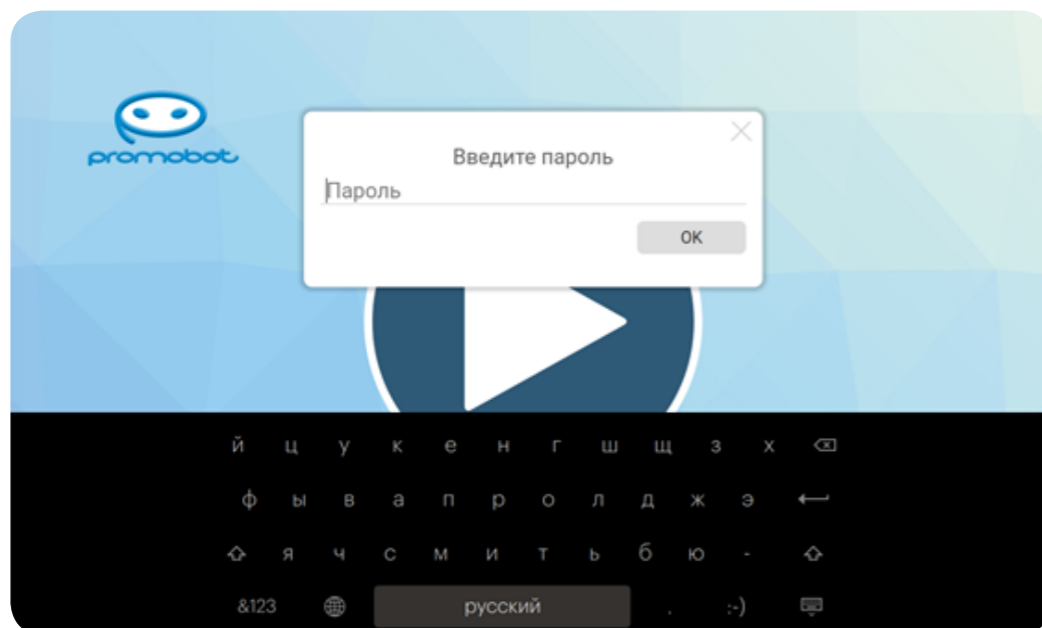 promobot
Введите пароль
Пароль
OK
й ц у к е н г ш щ з х
ф ы в а п р о л д ж э
я ч с м и т ь б ю -
&123 русский . :-)